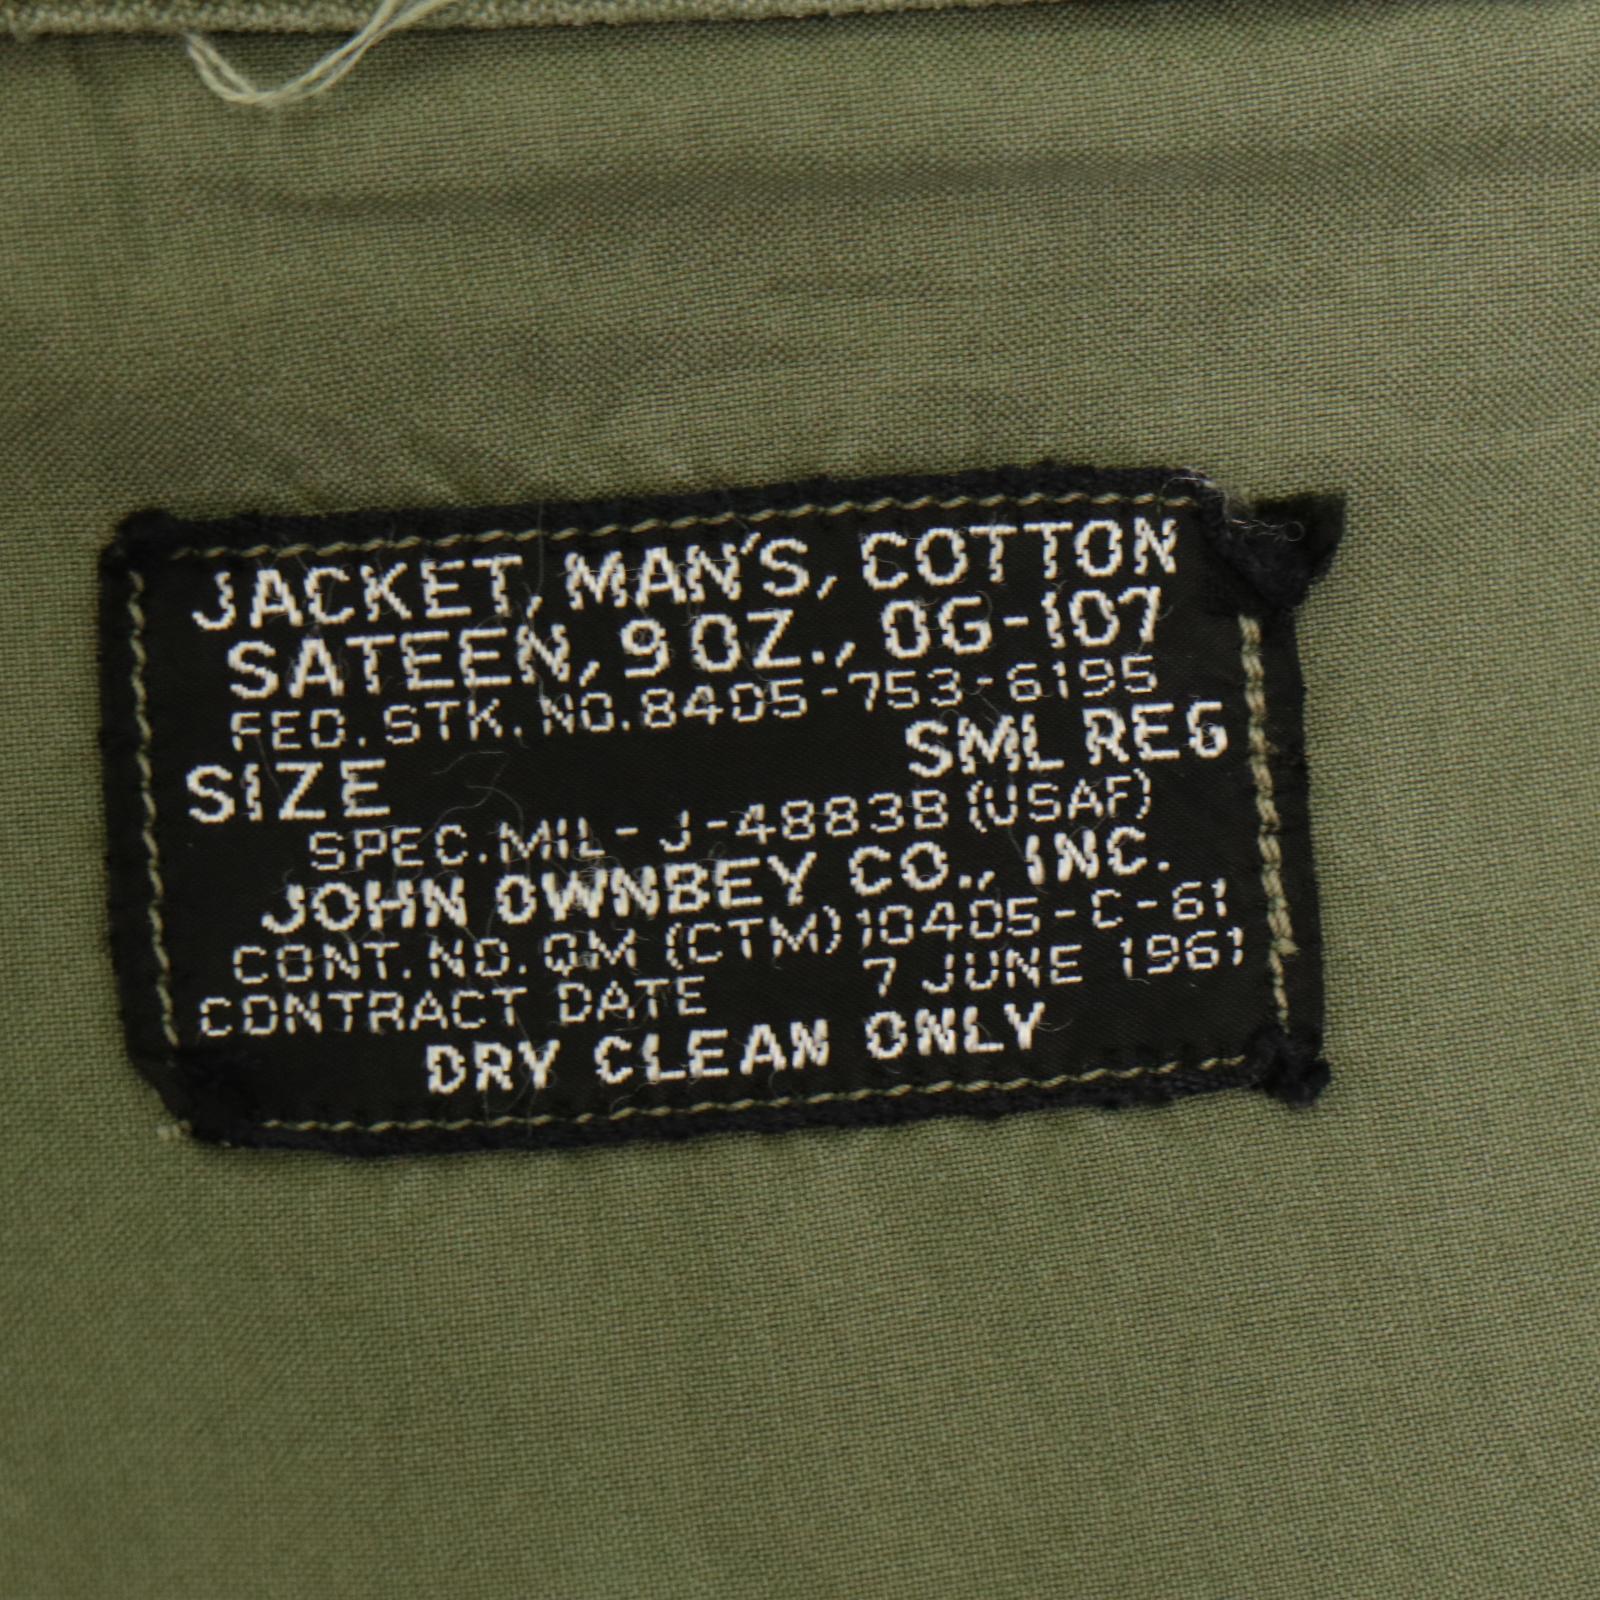 JACKET, MAN'S, COTTON
SATEEN, 9 OZ., OG-107
FED. STK. NO. 8405-753-6195
SIZE SML REG
SPEC. MIL-J-4883B (USAF)
JOHN OWNBEY CO., INC.
CONT. NO. QM (CTM) 10405-C-61
CONTRACT DATE 7 JUNE 1961
DRY CLEAN ONLY